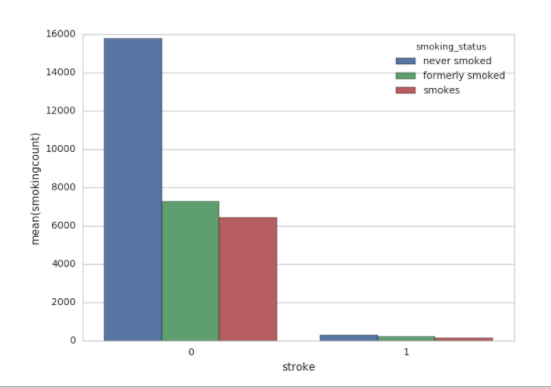 16000
14000
12000
10000
8000
6000
4000
2000
0
mean(smokingcount)
smoking_status
never smoked
formerly smoked
smokes
0
1
stroke